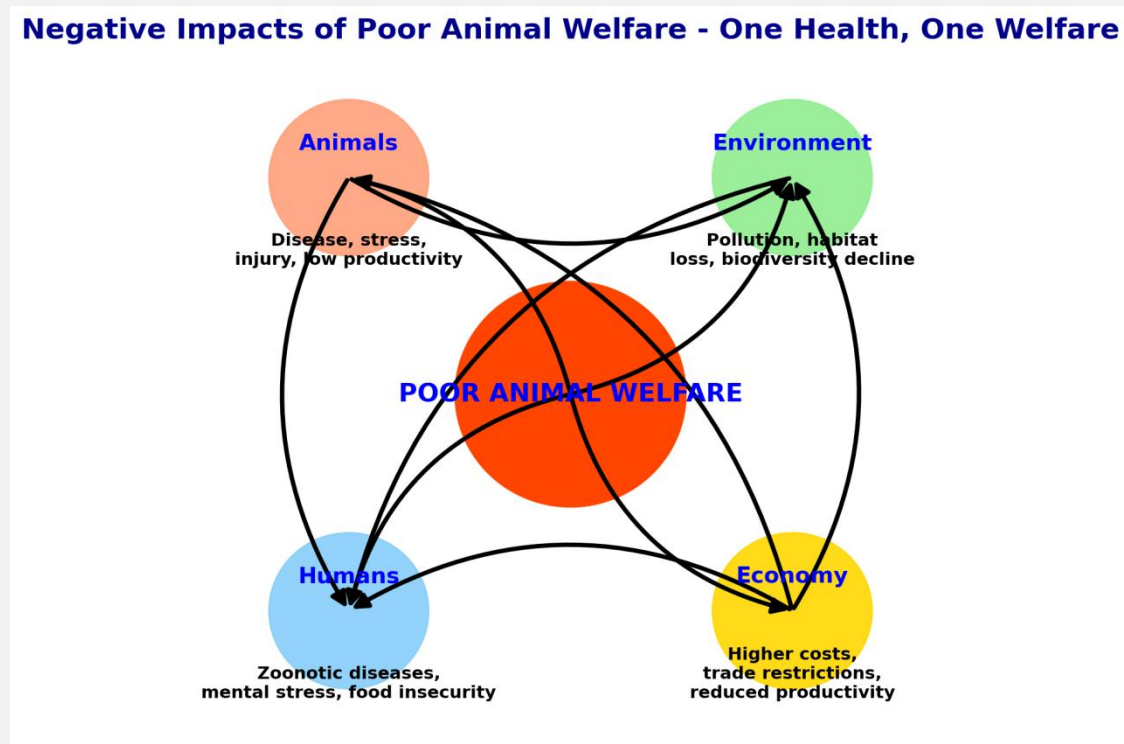 Negative Impacts of Poor Animal Welfare - One Health, One Welfare
Animals
Disease, stress,
injury, low productivity
Environment
Pollution, habitat
loss, biodiversity decline
POOR ANIMAL WELFARE
Humans
Zoonotic diseases,
mental stress, food insecurity
Economy
Higher costs,
trade restrictions,
reduced productivity